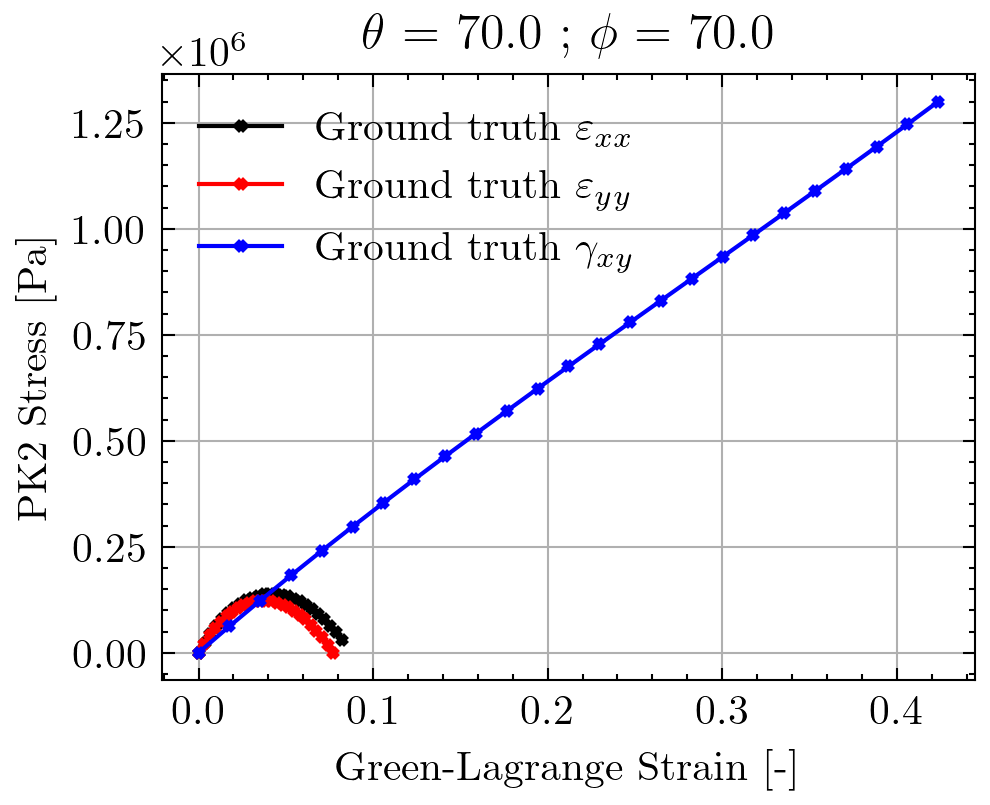 θ = 70.0 ; ϕ = 70.0
×10⁶
1.25
1.00
0.75
0.50
0.25
0.00
PK2 Stress [Pa]
Ground truth εxx
Ground truth εyy
Ground truth γxy
0.0 0.1 0.2 0.3 0.4
Green-Lagrange Strain [-]